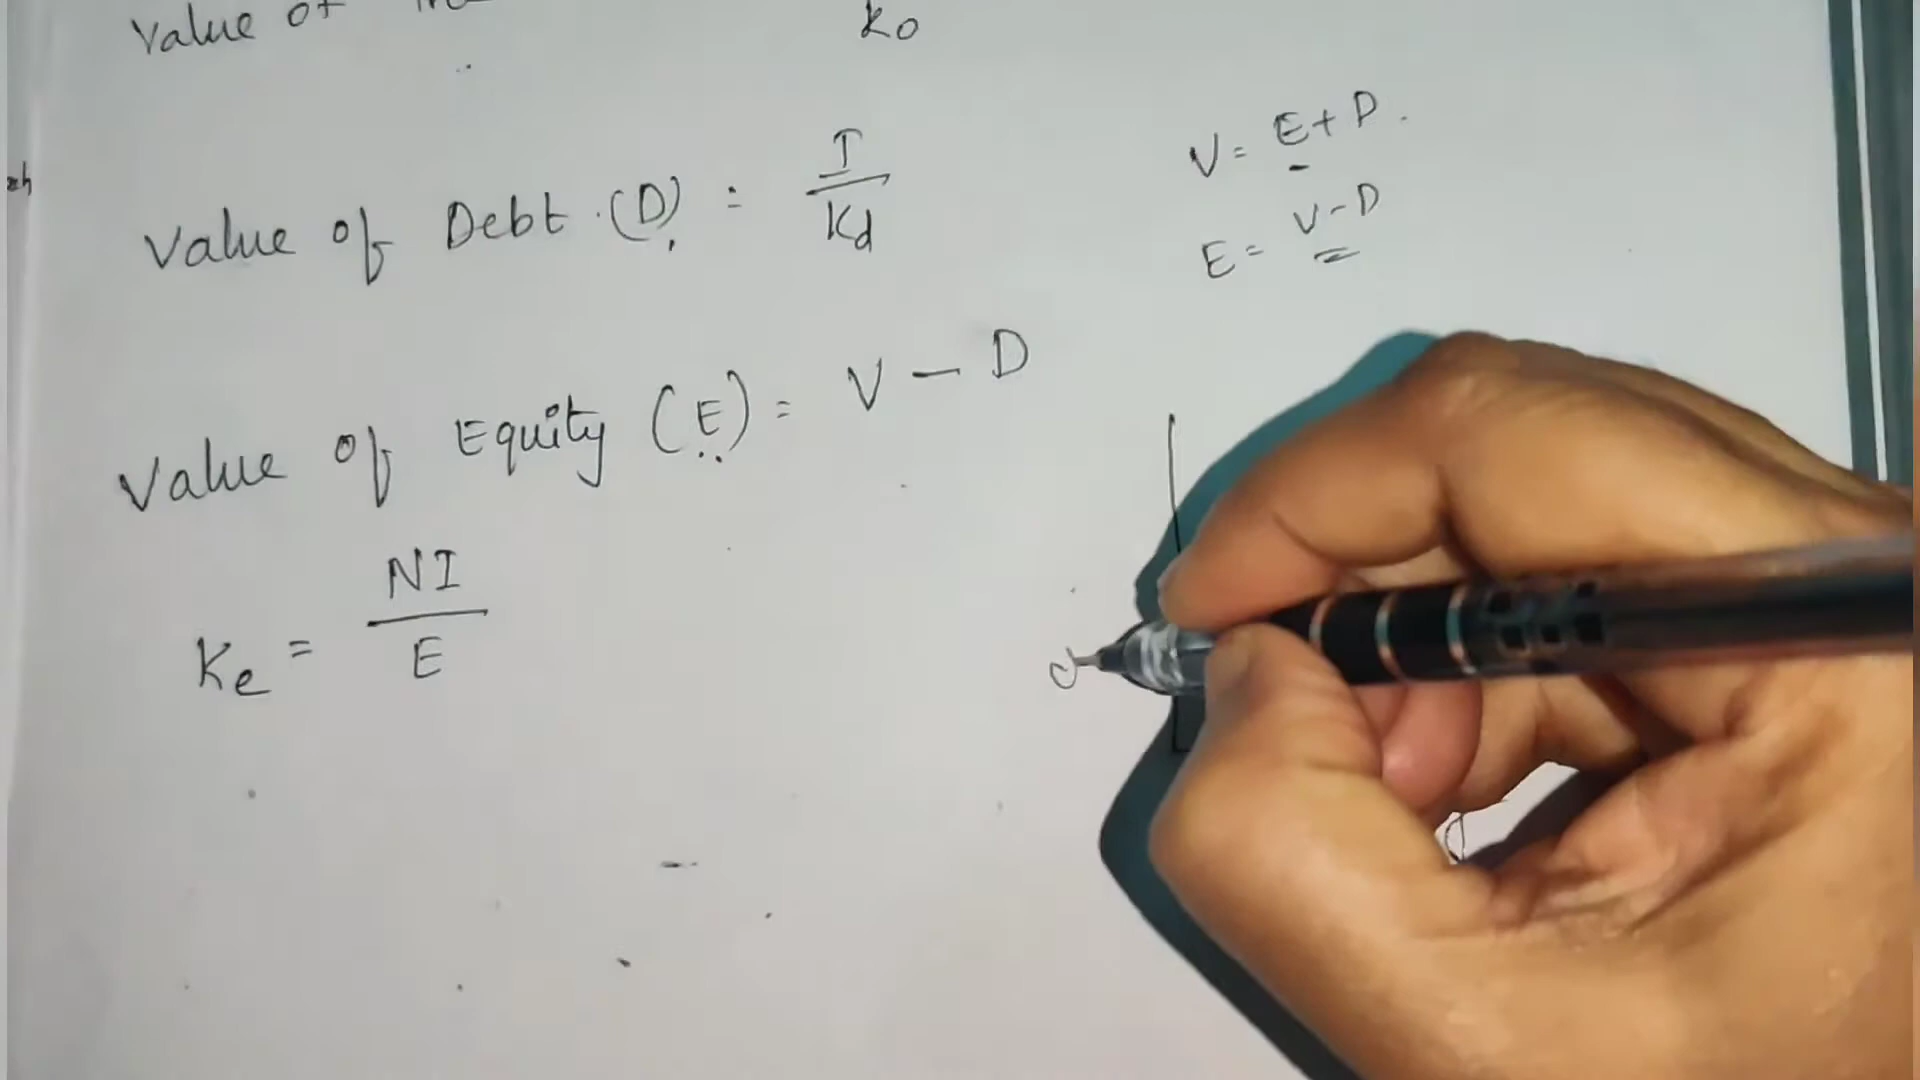 Value of
ko
V = E + D.
Value of Debt (D) = I / Kd
E = V - D
Value of Equity (E) = V - D
Ke = NI / E